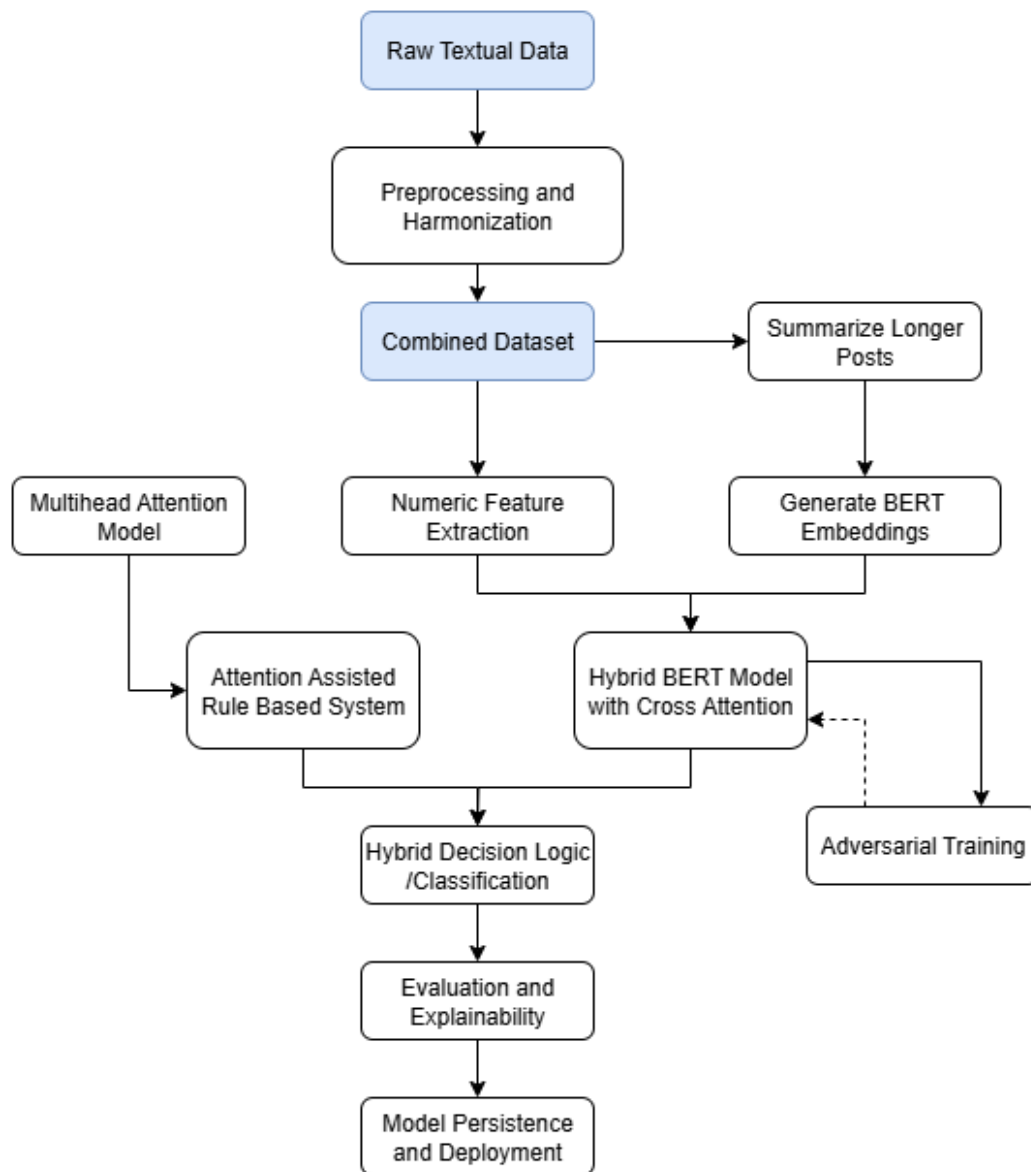 Raw Textual Data
Preprocessing and
Harmonization
Combined Dataset
Summarize Longer
Posts
Multihead Attention
Model
Numeric Feature
Extraction
Generate BERT
Embeddings
Attention Assisted
Rule Based System
Hybrid BERT Model
with Cross Attention
Hybrid Decision Logic
/Classification
Adversarial Training
Evaluation and
Explainability
Model Persistence
and Deployment